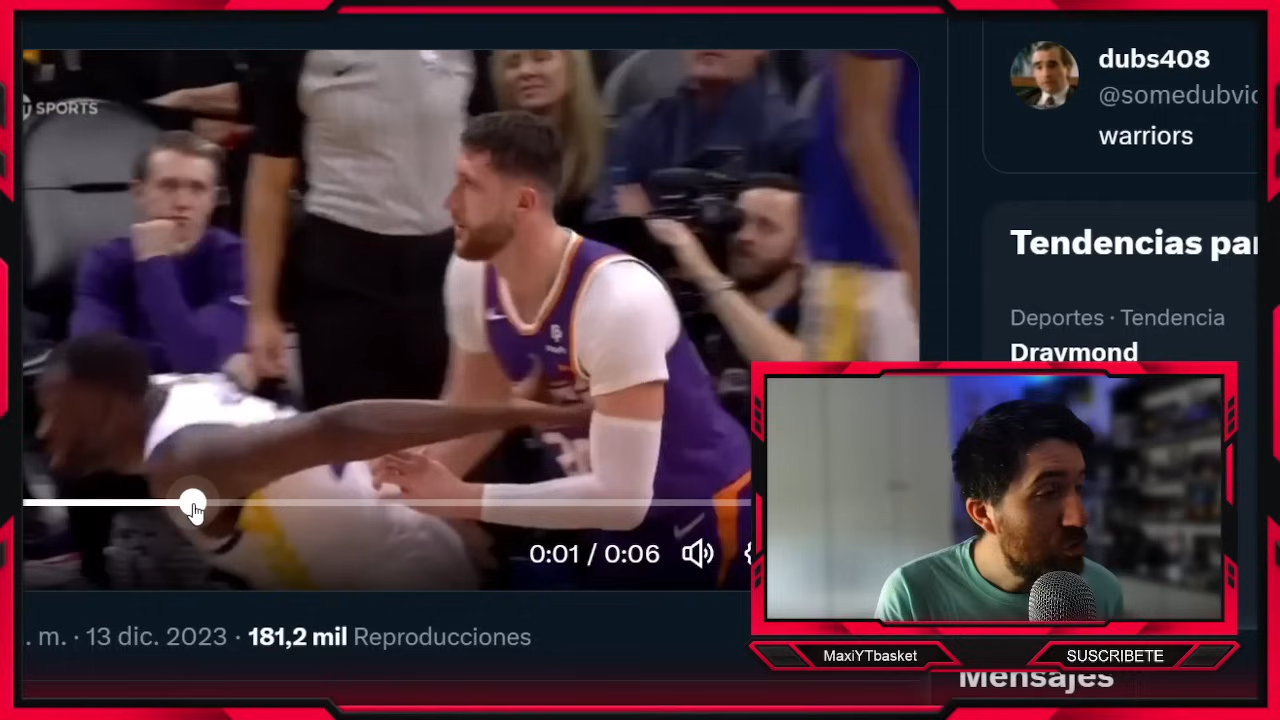 SPORTS
dubs408
@somedubvic
warriors
Tendencias par
Deportes · Tendencia
Draymond
0:01 / 0:06
. m. · 13 dic. 2023 · 181,2 mil Reproducciones
MaxiYTbasket
SUSCRIBETE
Mensajes